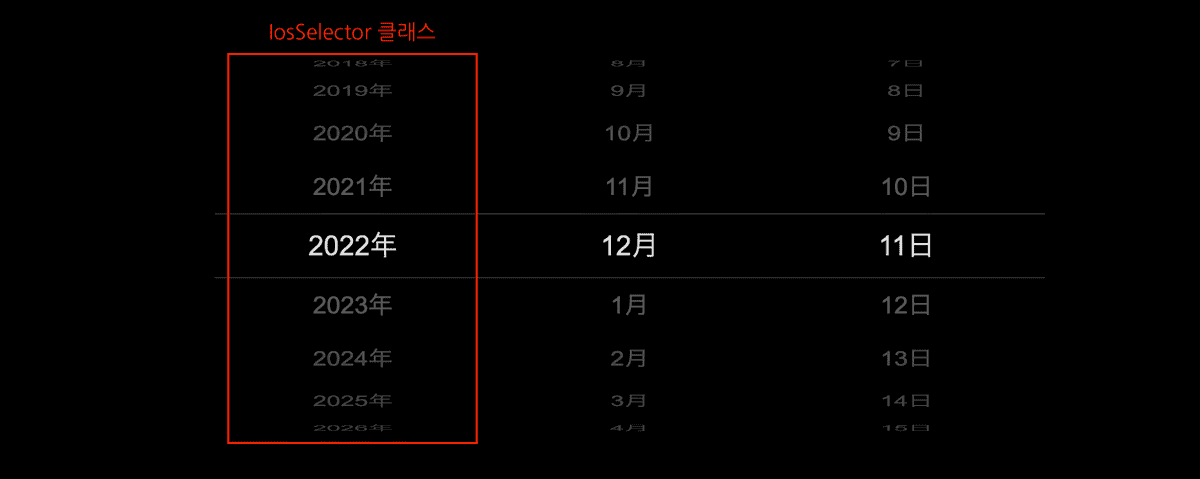 IosSelector 클래스
2018年 8月 7日
2019年 9月 8日
2020年 10月 9日
2021年 11月 10日
2022年 12月 11日
2023年 1月 12日
2024年 2月 13日
2025年 3月 14日
2026年 4月 15日